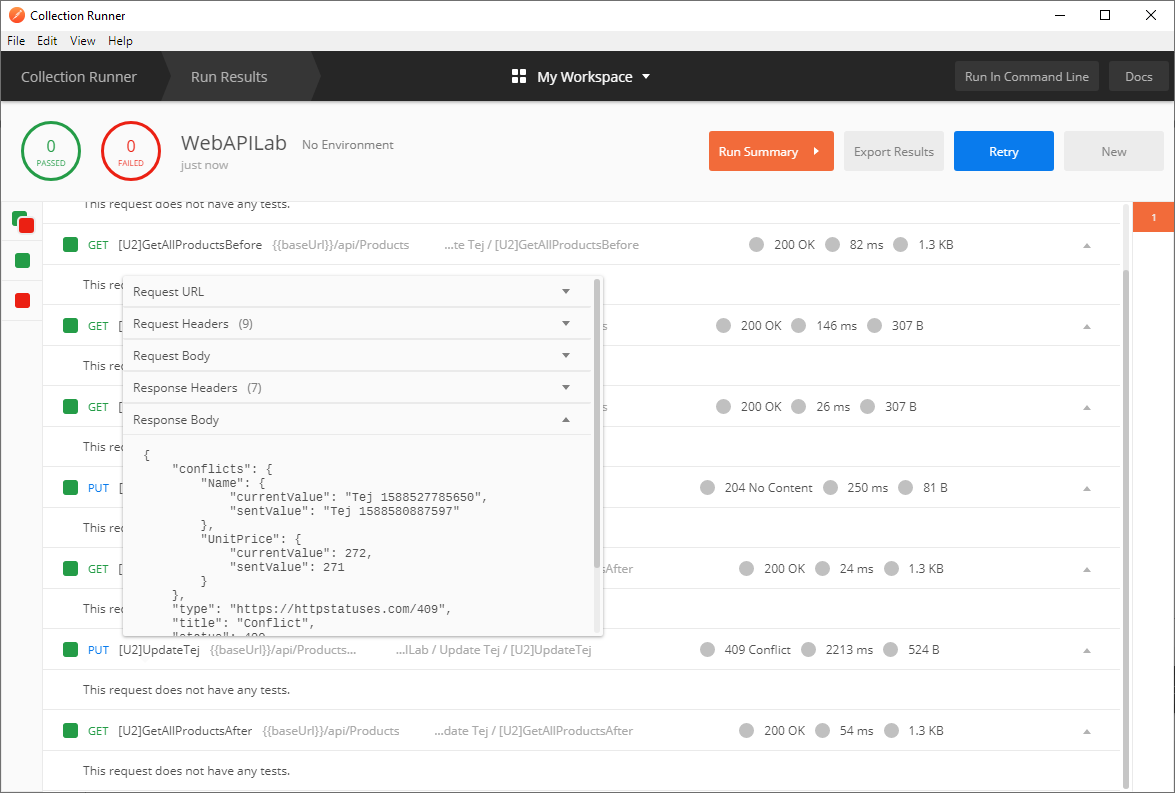 Collection Runner
File Edit View Help
Collection Runner Run Results My Workspace Run In Command Line Docs
0 PASSED
0 FAILED
WebAPILab No Environment
just now
Run Summary Export Results Retry New
1
This request does not have any tests.
GET [U2]GetAllProductsBefore {{baseUrl}}/api/Products ...te Tej / [U2]GetAllProductsBefore 200 OK 82 ms 1.3 KB
This
Request URL
Request Headers (9)
GET [ s 200 OK 146 ms 307 B
Request Body
This
Response Headers (7)
GET [ s 200 OK 26 ms 307 B
Response Body
This
{
"conflicts": {
"Name": {
PUT [ 204 No Content 250 ms 81 B
"currentValue": "Tej 1588527785650",
"sentValue": "Tej 1588580887597"
},
This
"UnitPrice": {
"currentValue": 272,
"sentValue": 271
GET [ sAfter 200 OK 24 ms 1.3 KB
}
},
This
"type": "https://httpstatuses.com/409",
"title": "Conflict",
"status": 409
PUT [U2]UpdateTej {{baseUrl}}/api/Products... ...ILab / Update Tej / [U2]UpdateTej 409 Conflict 2213 ms 524 B
This request does not have any tests.
GET [U2]GetAllProductsAfter {{baseUrl}}/api/Products ...date Tej / [U2]GetAllProductsAfter 200 OK 54 ms 1.3 KB
This request does not have any tests.